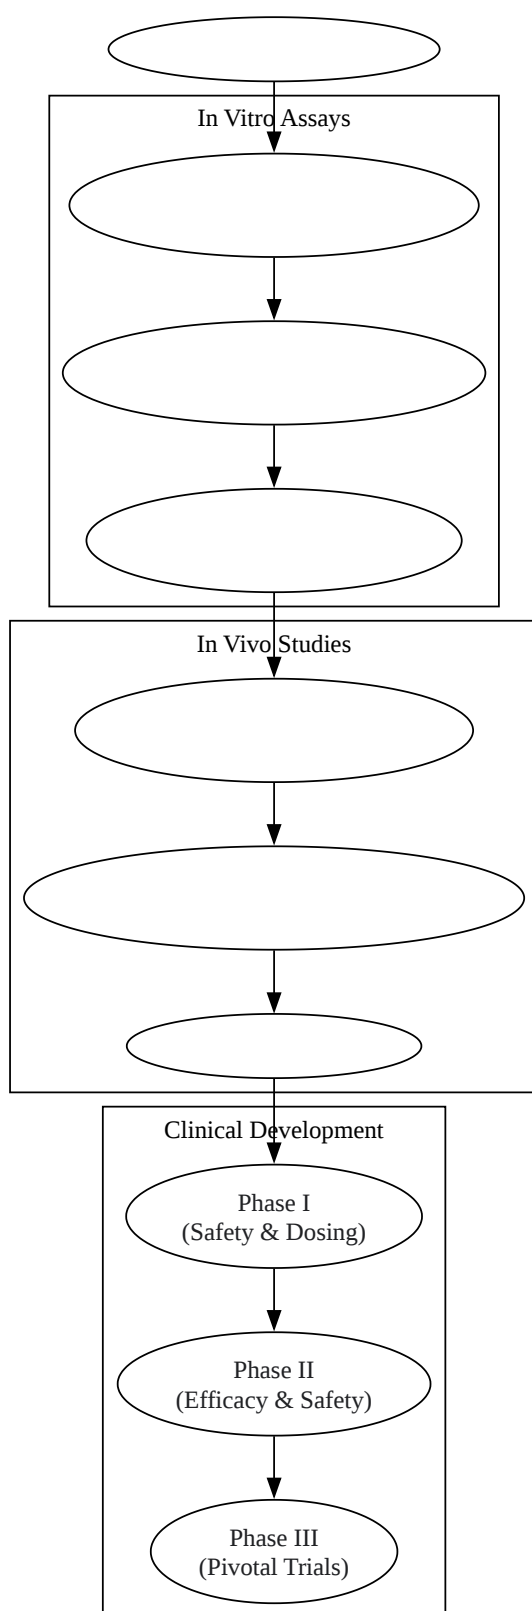 In Vitro Assays
In Vivo Studies
Clinical Development
Phase I
(Safety & Dosing)
Phase II
(Efficacy & Safety)
Phase III
(Pivotal Trials)